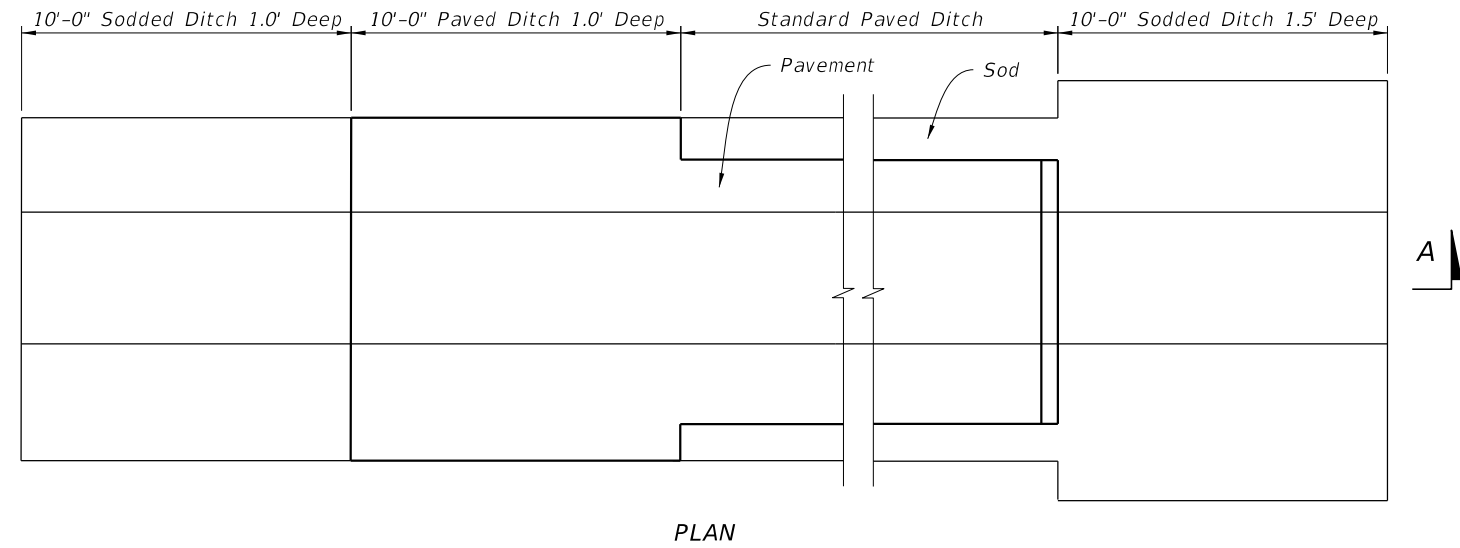 10'-0" Sodded Ditch 1.0' Deep
10'-0" Paved Ditch 1.0' Deep
Standard Paved Ditch
10'-0" Sodded Ditch 1.5' Deep
Pavement
Sod
A
PLAN